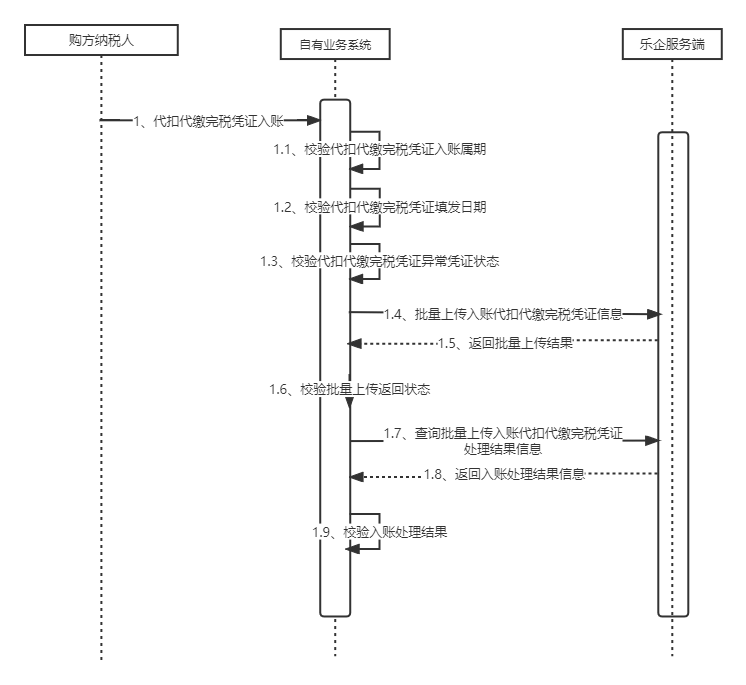 购方纳税人
自有业务系统
乐企服务端
1、代扣代缴完税凭证入账
1.1、校验代扣代缴完税凭证入账属期
1.2、校验代扣代缴完税凭证填发日期
1.3、校验代扣代缴完税凭证异常凭证状态
1.4、批量上传入账代扣代缴完税凭证信息
1.5、返回批量上传结果
1.6、校验批量上传返回状态
1.7、查询批量上传入账代扣代缴完税凭证
处理结果信息
1.8、返回入账处理结果信息
1.9、校验入账处理结果